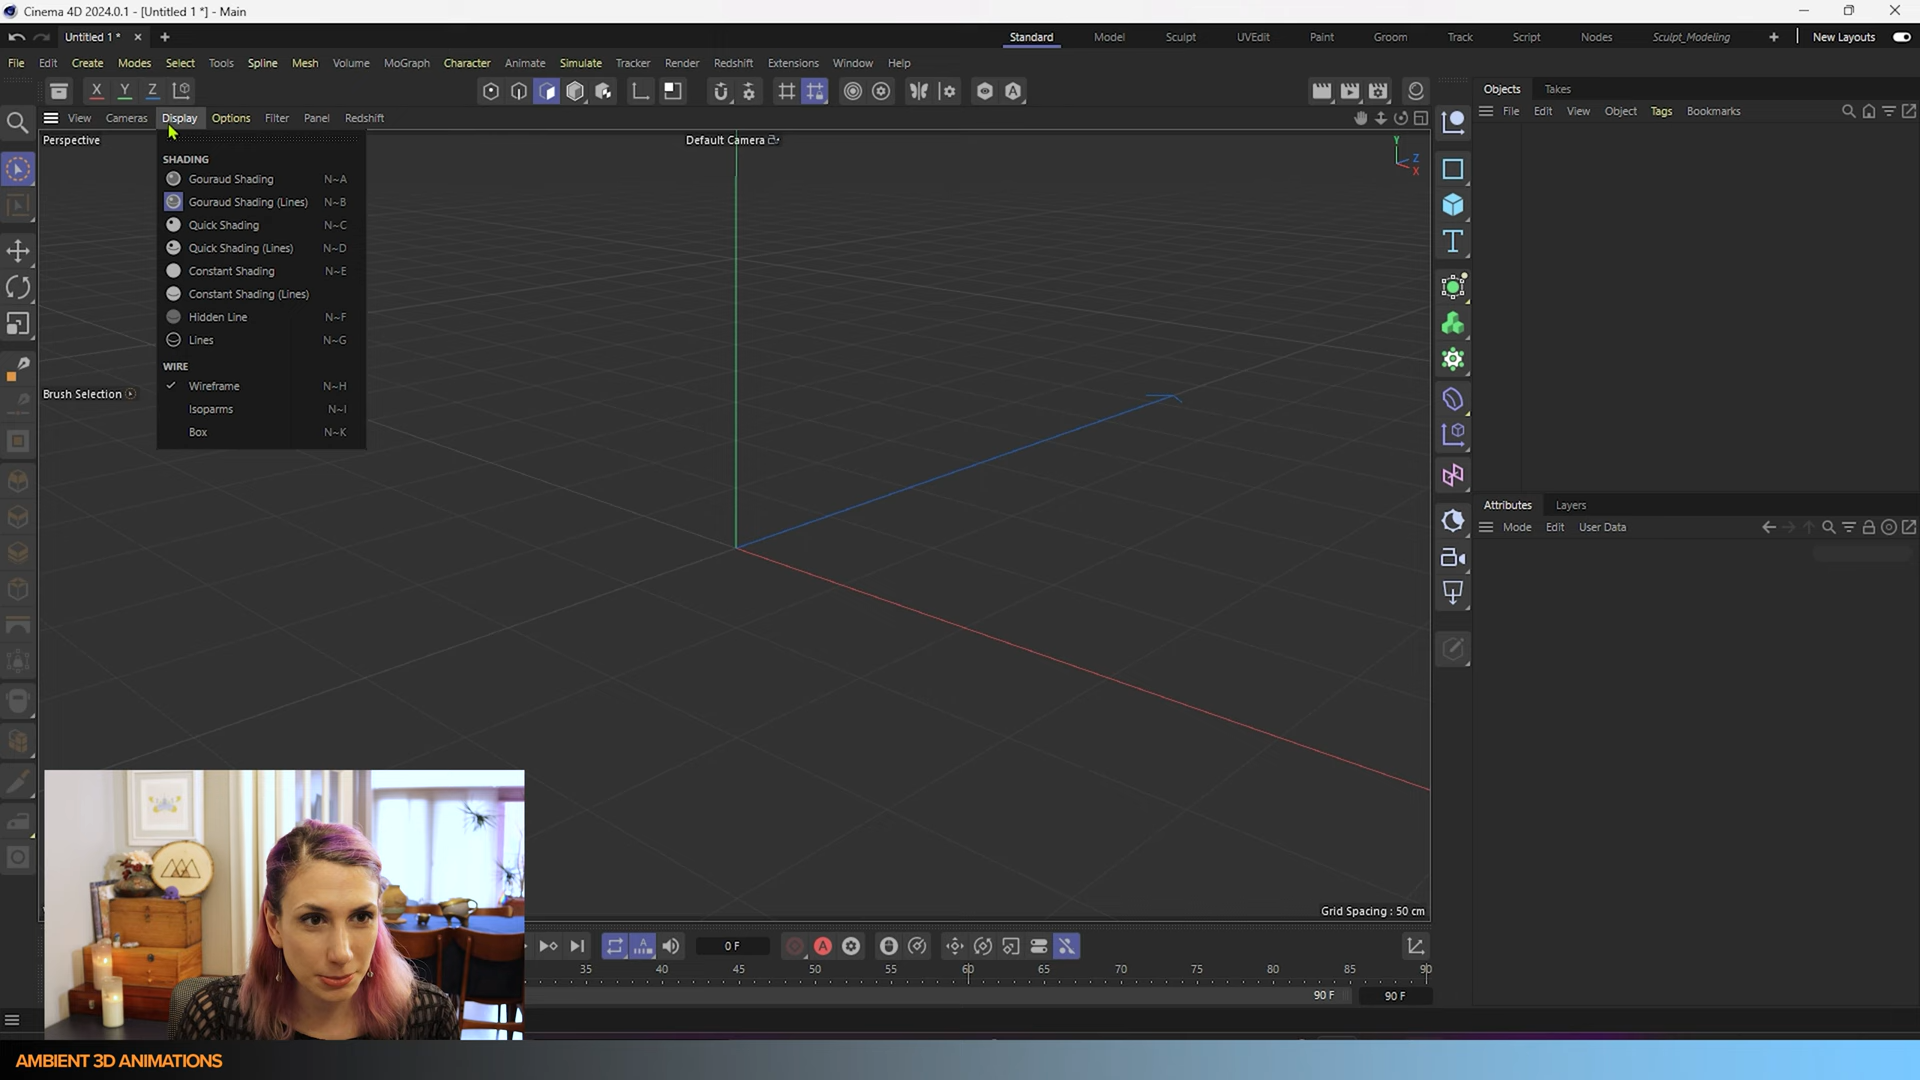 Cinema 4D 2024.0.1 - [Untitled 1 *] - Main
Untitled 1 *
Standard Model Sculpt UVEdit Paint Groom Track Script Nodes Sculpt_Modeling New Layouts
File Edit Create Modes Select Tools Spline Mesh Volume MoGraph Character Animate Simulate Tracker Render Redshift Extensions Window Help
X Y Z
Objects Takes
File Edit View Object Tags Bookmarks
View Cameras Display Options Filter Panel Redshift
Perspective
Default Camera
Y
Z
X
SHADING
Gouraud Shading N~A
Gouraud Shading (Lines) N~B
Quick Shading N~C
Quick Shading (Lines) N~D
Constant Shading N~E
Constant Shading (Lines)
Hidden Line N~F
Lines N~G
WIRE
Wireframe N~H
Isoparms N~I
Box N~K
Brush Selection
Attributes Layers
Mode Edit User Data
Grid Spacing : 50 cm
0 F
35 40 45 50 55 60 65 70 75 80 85 90
90 F 90 F
AMBIENT 3D ANIMATIONS